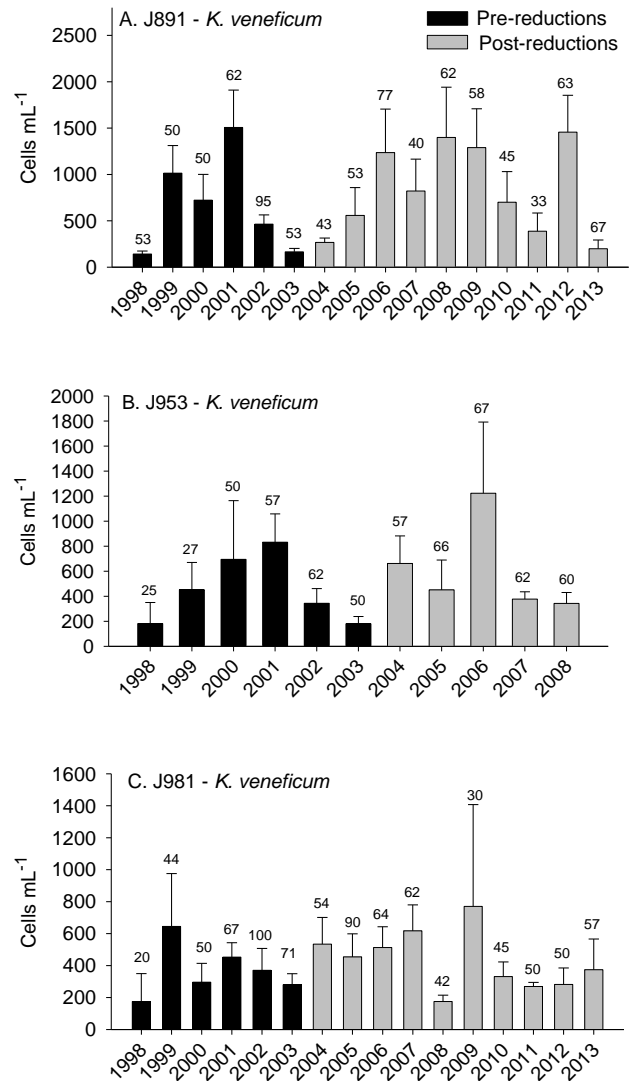 A. J891 - K. veneficum
Pre-reductions
Post-reductions
Cells mL⁻¹
2500
2000
1500
1000
500
0
53 50 50 62 95 53 43 53 77 40 62 58 45 33 63 67
1998 1999 2000 2001 2002 2003 2004 2005 2006 2007 2008 2009 2010 2011 2012 2013
B. J953 - K. veneficum
Cells mL⁻¹
2000
1800
1600
1400
1200
1000
800
600
400
200
0
25 27 50 57 62 50 57 66 67 62 60
1998 1999 2000 2001 2002 2003 2004 2005 2006 2007 2008
C. J981 - K. veneficum
Cells mL⁻¹
1600
1400
1200
1000
800
600
400
200
0
20 44 50 67 100 71 54 90 64 62 42 30 45 50 50 57
1998 1999 2000 2001 2002 2003 2004 2005 2006 2007 2008 2009 2010 2011 2012 2013